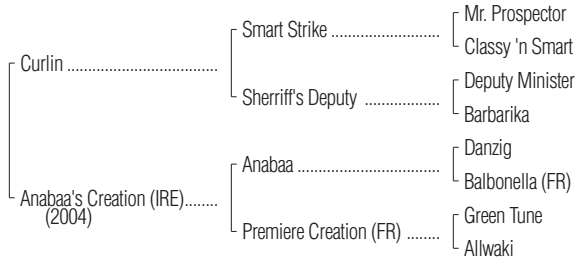 Mr. Prospector
Smart Strike ..........................
Classy 'n Smart
Curlin ....................................
Deputy Minister
Sherriff's Deputy ..................
Barbarika
Danzig
Anabaa ..................................
Balbonella (FR)
Anabaa's Creation (IRE)........
(2004)
Green Tune
Premiere Creation (FR) ........
Allwaki